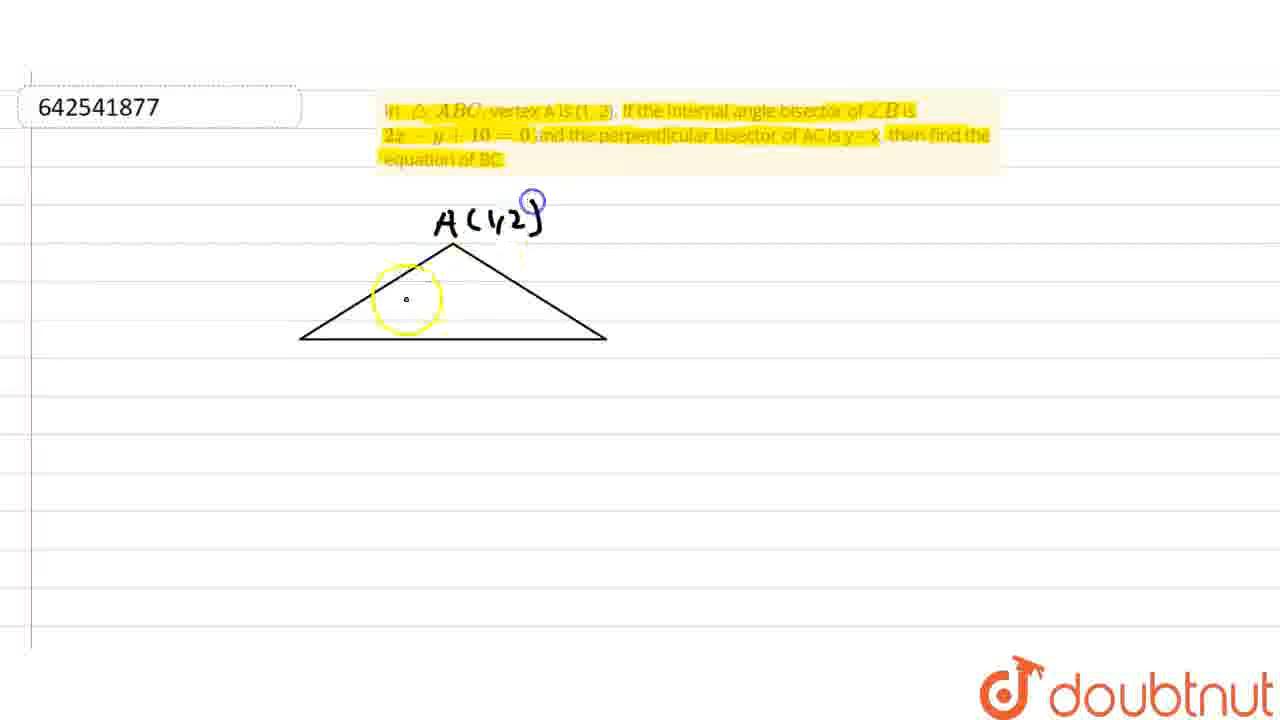 642541877
In △ ABC, vertex A is (1, 2). If the internal angle bisector of ∠B is
2x - y + 10 = 0 and the perpendicular bisector of AC is y = x, then find the
equation of BC.
A (1, 2)
doubtnut